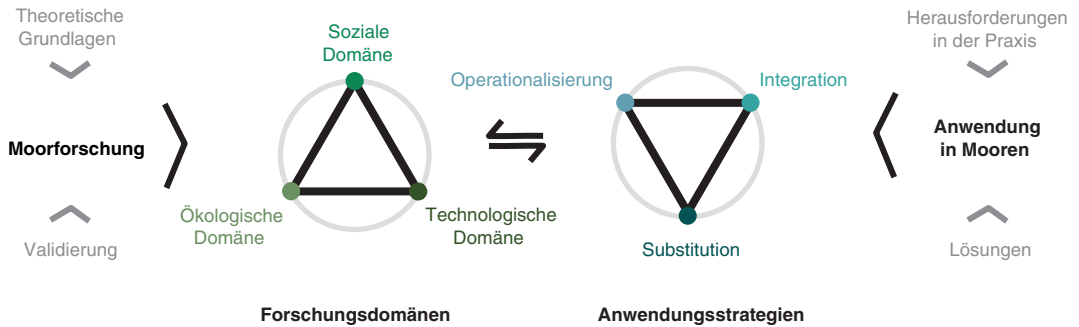 Theoretische
Grundlagen
Moorforschung
Validierung
Soziale
Domäne
Ökologische
Domäne
Technologische
Domäne
Forschungsdomänen
Operationalisierung
Integration
Substitution
Anwendungsstrategien
Herausforderungen
in der Praxis
Anwendung
in Mooren
Lösungen